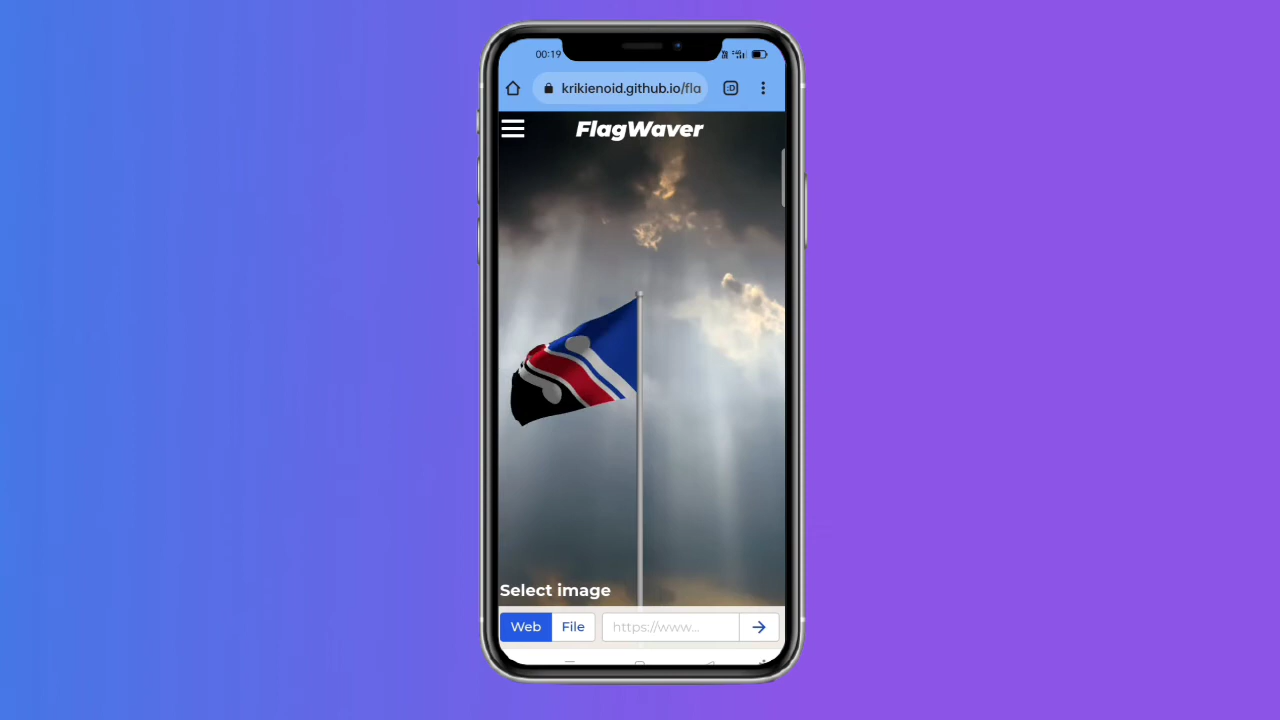 00:19
krikienoid.github.io/fla
:D
FlagWaver
Select image
Web File https://www...